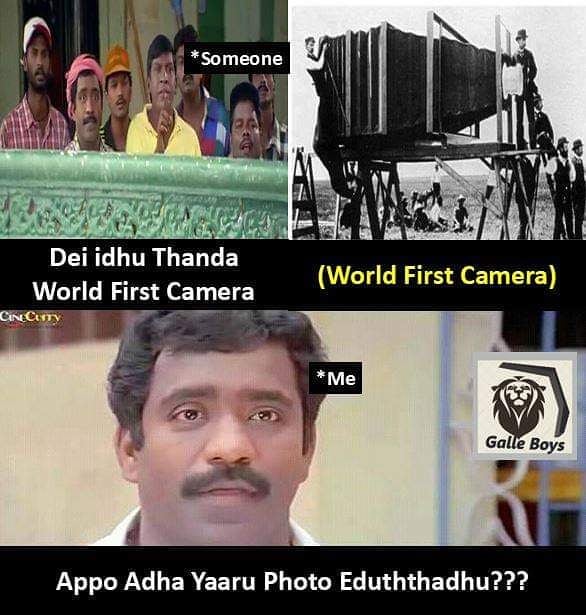 *Someone
Dei idhu Thanda
World First Camera
(World First Camera)
CineCurry
*Me
Galle Boys
Appo Adha Yaaru Photo Eduththadhu???